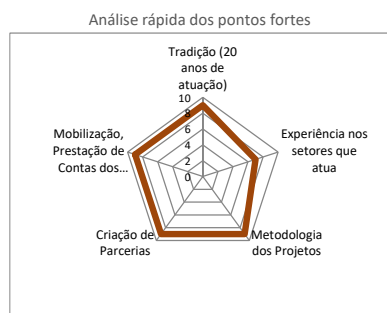 Análise rápida dos pontos fortes
Tradição (20
anos de
atuação)
10
8
6
4
2
0
Experiência nos
setores que
atua
Metodologia
dos Projetos
Criação de
Parcerias
Mobilização,
Prestação de
Contas dos...